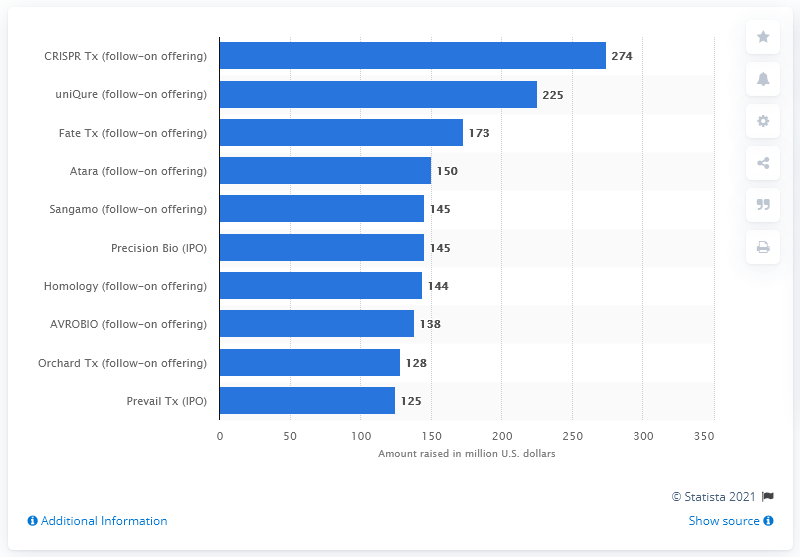 CRISPR Tx (follow-on offering) 274
uniQure (follow-on offering) 225
Fate Tx (follow-on offering) 173
Atara (follow-on offering) 150
Sangamo (follow-on offering) 145
Precision Bio (IPO) 145
Homology (follow-on offering) 144
AVROBIO (follow-on offering) 138
Orchard Tx (follow-on offering) 128
Prevail Tx (IPO) 125
0 50 100 150 200 250 300 350
Amount raised in million U.S. dollars
© Statista 2021
Additional Information Show source